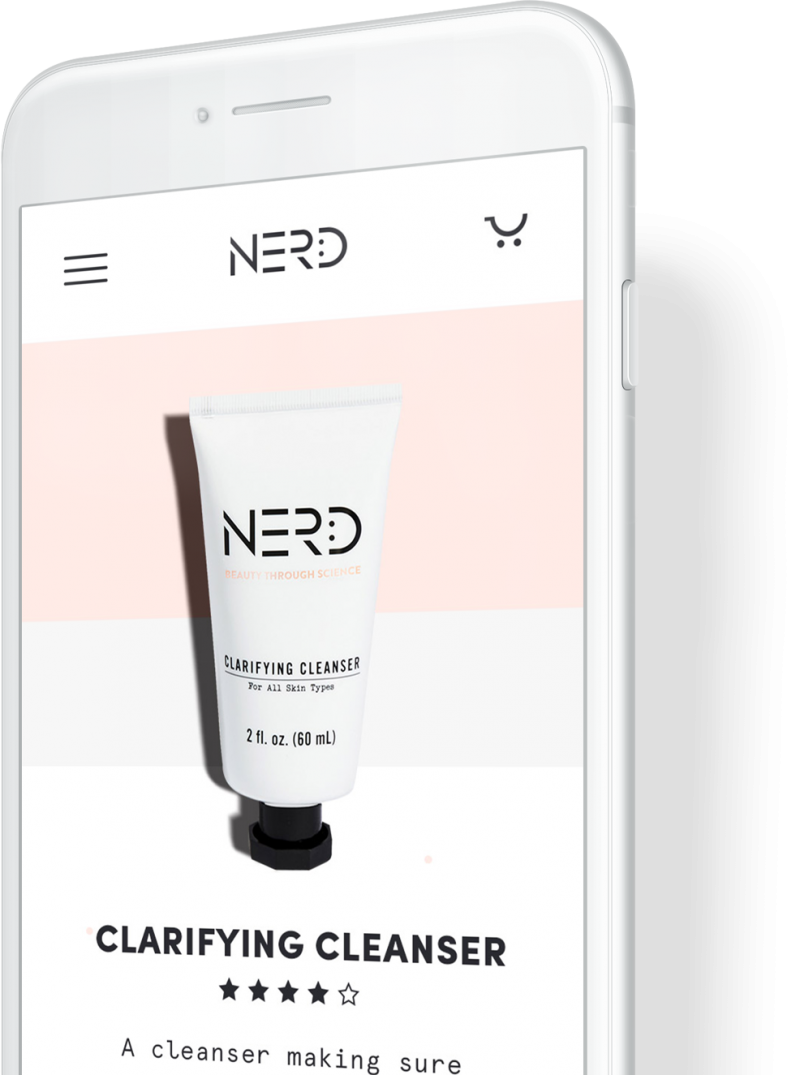 NERD
NERD
BEAUTY THROUGH SCIENCE
CLARIFYING CLEANSER
For All Skin Types
2 fl. oz. (60 mL)
CLARIFYING CLEANSER
A cleanser making sure